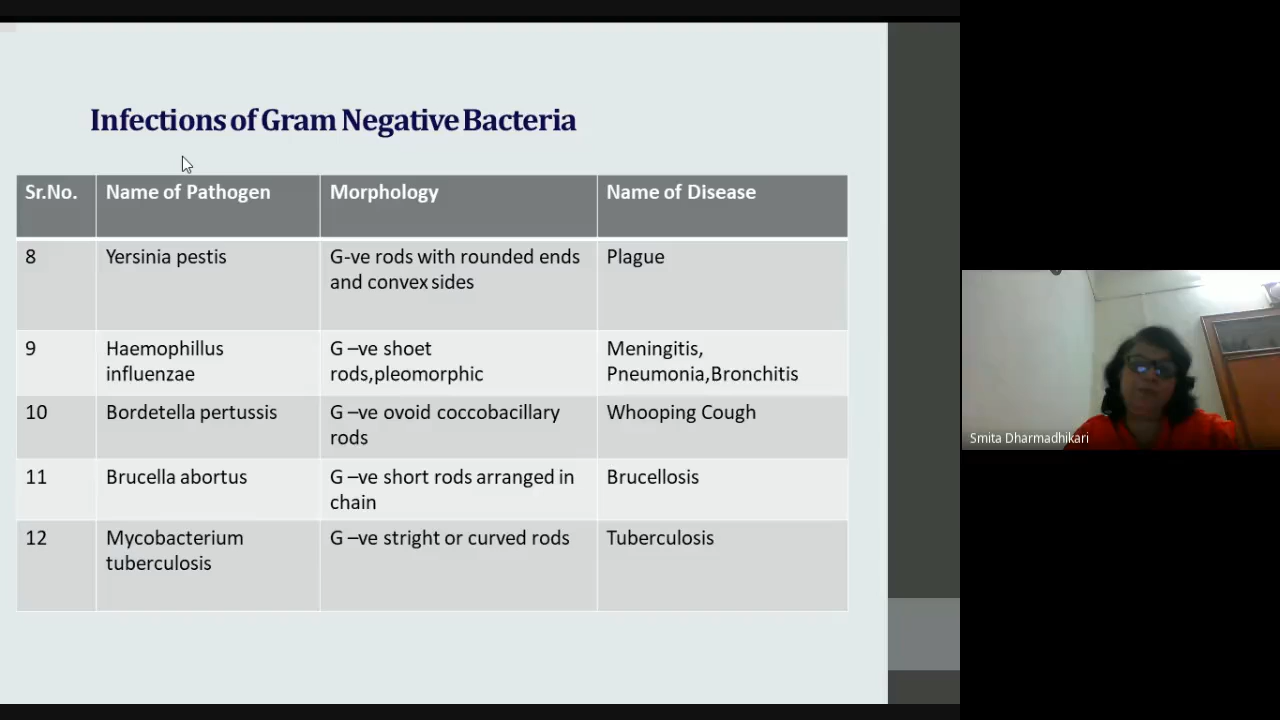 Infections of Gram Negative Bacteria
Sr.No. Name of Pathogen Morphology Name of Disease
8 Yersinia pestis G-ve rods with rounded ends Plague
and convex sides
9 Haemophillus G –ve shoet Meningitis,
influenzae rods,pleomorphic Pneumonia,Bronchitis
10 Bordetella pertussis G –ve ovoid coccobacillary Whooping Cough
rods
11 Brucella abortus G –ve short rods arranged in Brucellosis
chain
12 Mycobacterium G –ve stright or curved rods Tuberculosis
tuberculosis
Smita Dharmadhikari